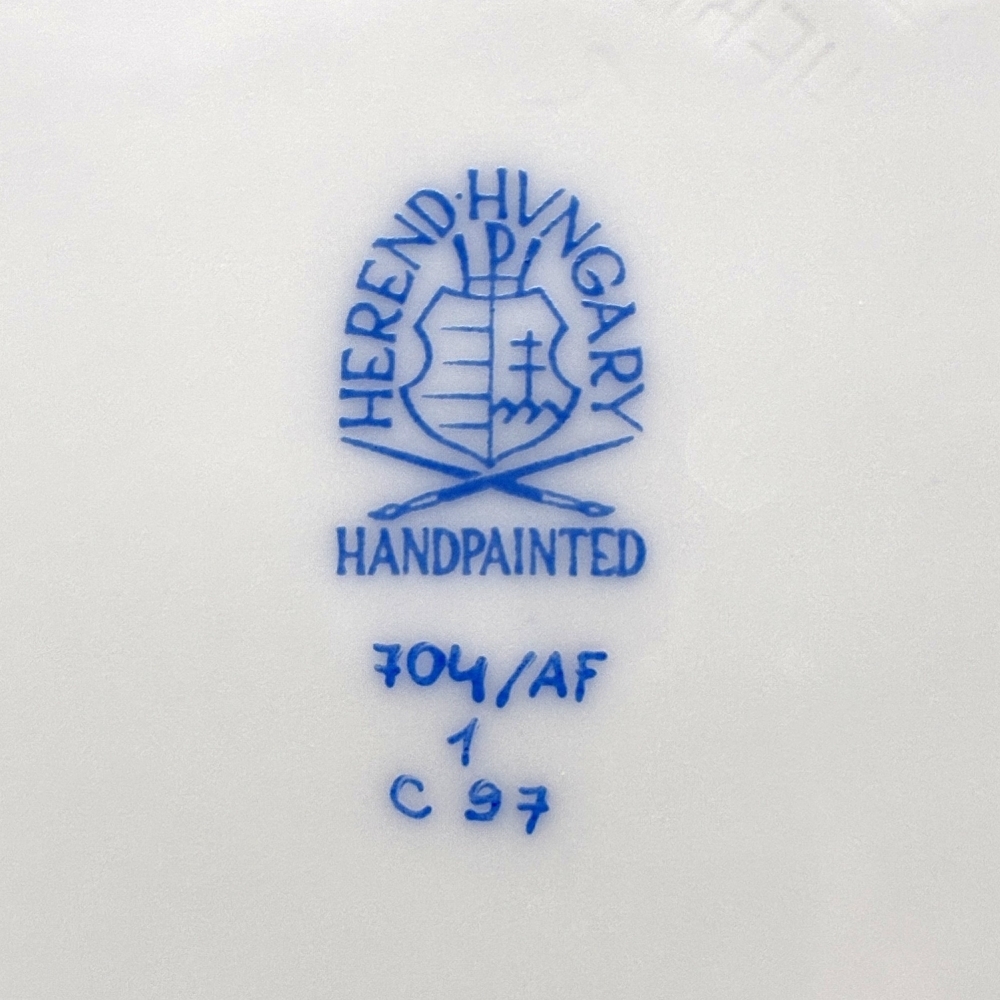 HEREND·HVNGARY
P
HANDPAINTED
704/AF
1
C 97